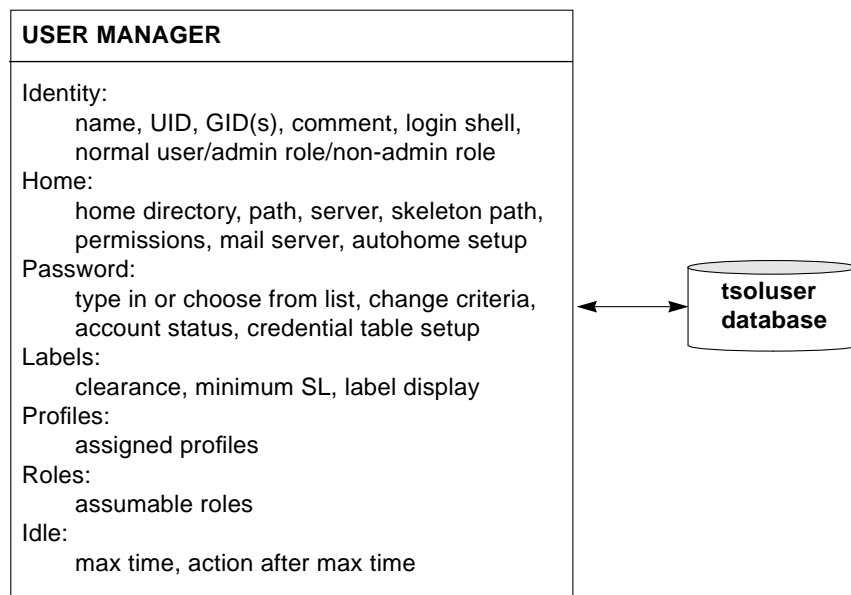 USER MANAGER
Identity:
name, UID, GID(s), comment, login shell,
normal user/admin role/non-admin role
Home:
home directory, path, server, skeleton path,
permissions, mail server, autohome setup
Password:
type in or choose from list, change criteria,
account status, credential table setup
Labels:
clearance, minimum SL, label display
Profiles:
assigned profiles
Roles:
assumable roles
Idle:
max time, action after max time
tsoluser
database